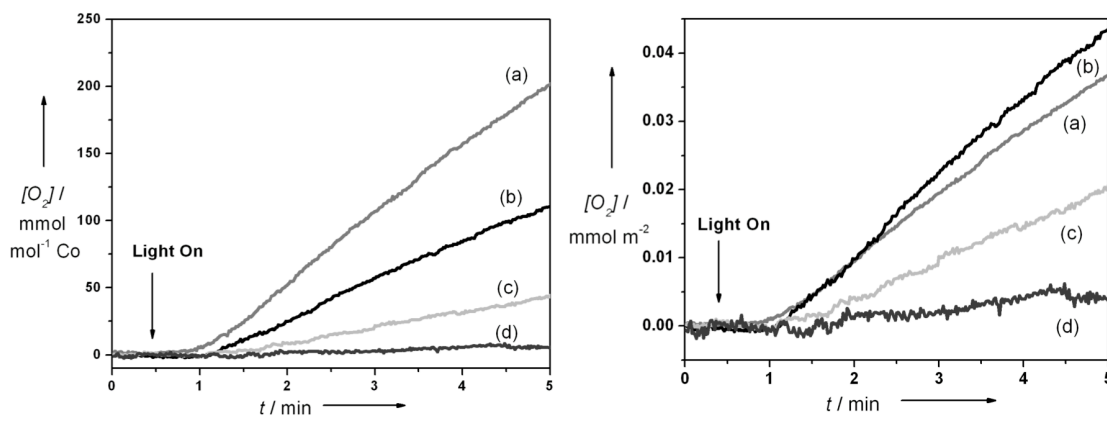 250
200
150
100
50
0
[O₂] /
mmol
mol⁻¹ Co
Light On
(a)
(b)
(c)
(d)
0 1 2 3 4 5
t / min
0.04
0.03
0.02
0.01
0.00
[O₂] /
mmol m⁻²
Light On
(b)
(a)
(c)
(d)
0 1 2 3 4 5
t / min